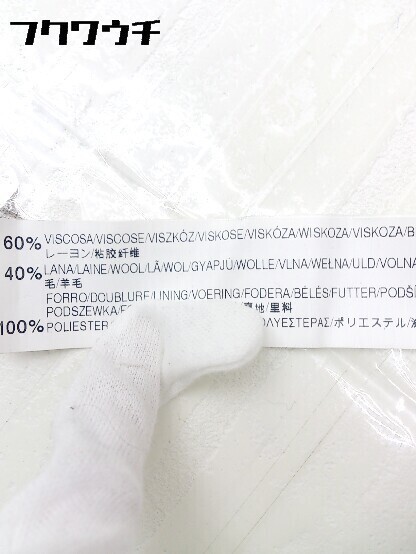 フクワウチ
60% VISCOSA/VISCOSE/VISZKÓZ/VISKOSE/VISKÓZA/WISKOZA/VISKOZA/B
レーヨン/粘胶纤维
40% LANA/LAINE/WOOL/LÃ/WOL/GYAPJÚ/WOLLE/VLNA/WEŁNA/ULD/VOLNA
毛/羊毛
FORRO/DOUBLURE/LINING/VOERING/FODERA/BÉLÉS/FUTTER/PODŠ
PODSZEWKA/ 裏地/里料
100% POLIESTER ΟΛΥΕΣΤΕΡΑΣ/ポリエステル/